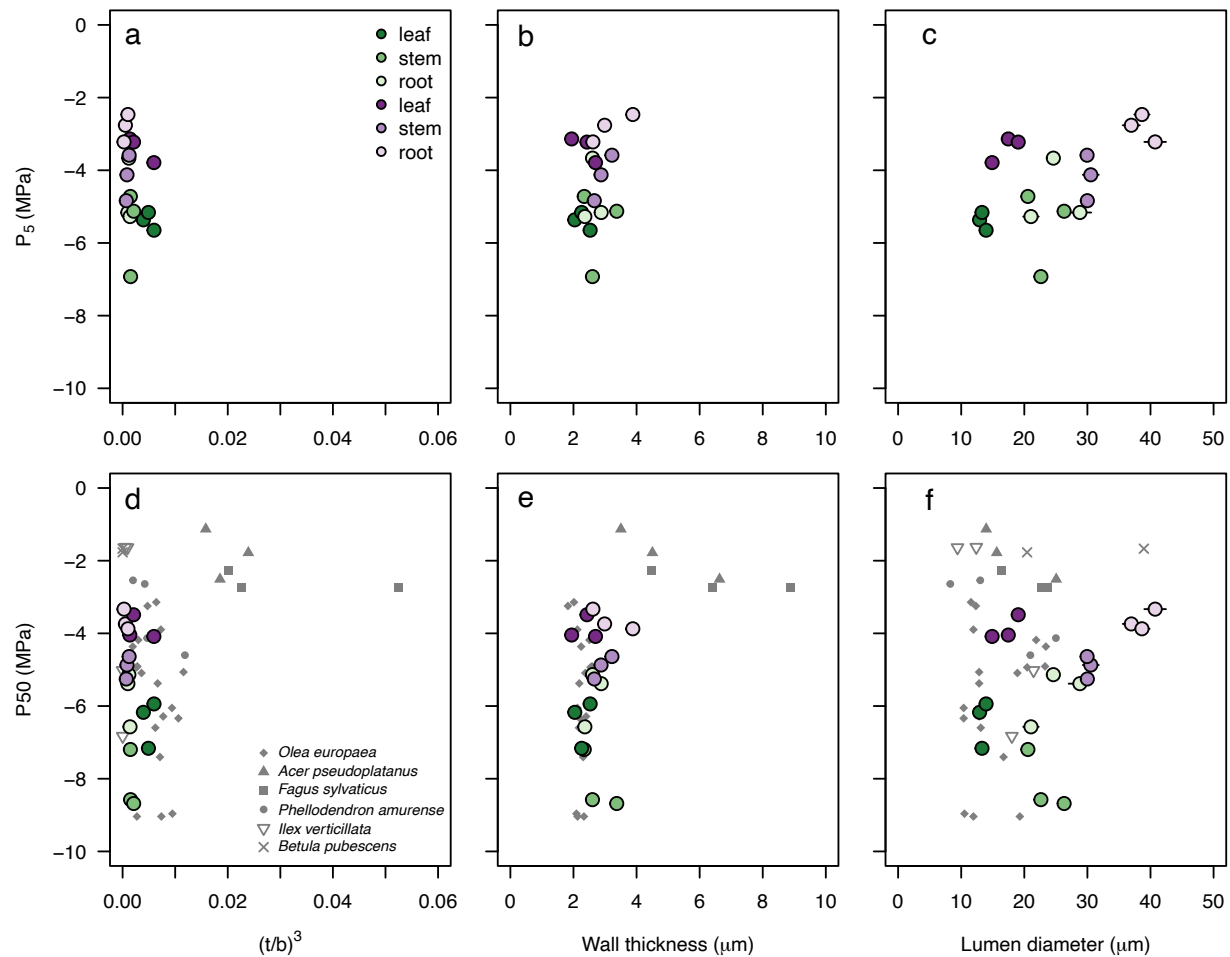 a
leaf
stem
root
leaf
stem
root
b
c
0
−2
−4
−6
−8
−10
P5 (MPa)
0.00 0.02 0.04 0.06
0 2 4 6 8 10
0 10 20 30 40 50
d
e
f
0
−2
−4
−6
−8
−10
P50 (MPa)
Olea europaea
Acer pseudoplatanus
Fagus sylvaticus
Phellodendron amurense
Ilex verticillata
Betula pubescens
0.00 0.02 0.04 0.06
0 2 4 6 8 10
0 10 20 30 40 50
(t/b)³
Wall thickness (μm)
Lumen diameter (μm)